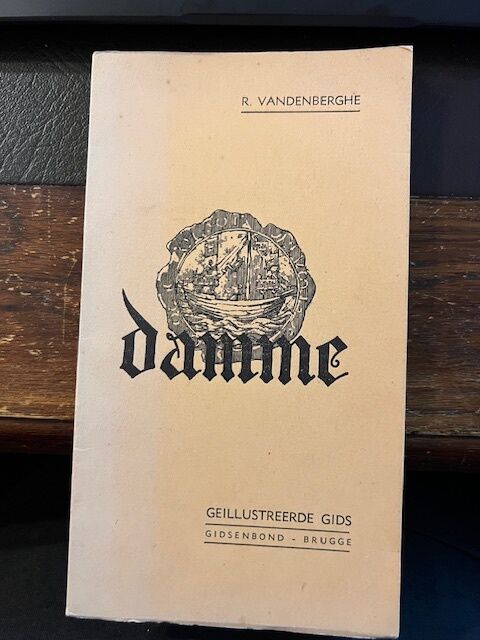 R. VANDENBERGHE
damme
GEILLUSTREERDE GIDS
GIDSENBOND - BRUGGE